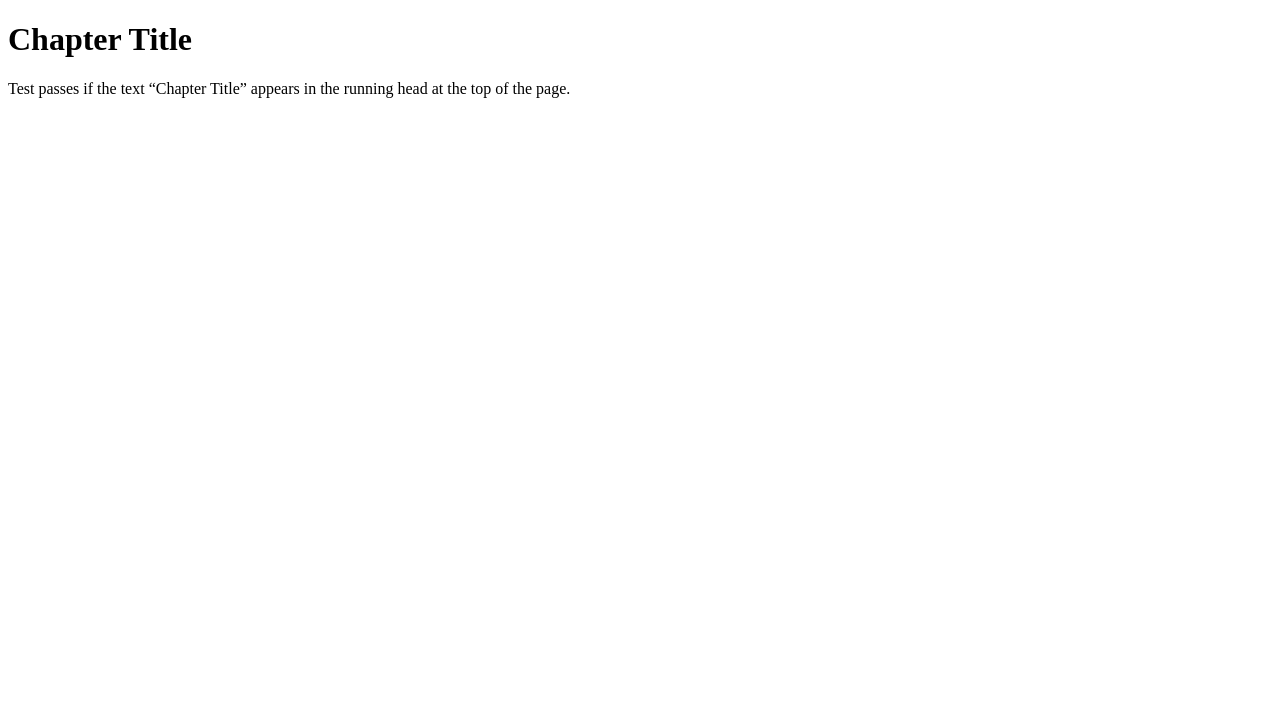 Chapter Title
Test passes if the text “Chapter Title” appears in the running head at the top of the page.